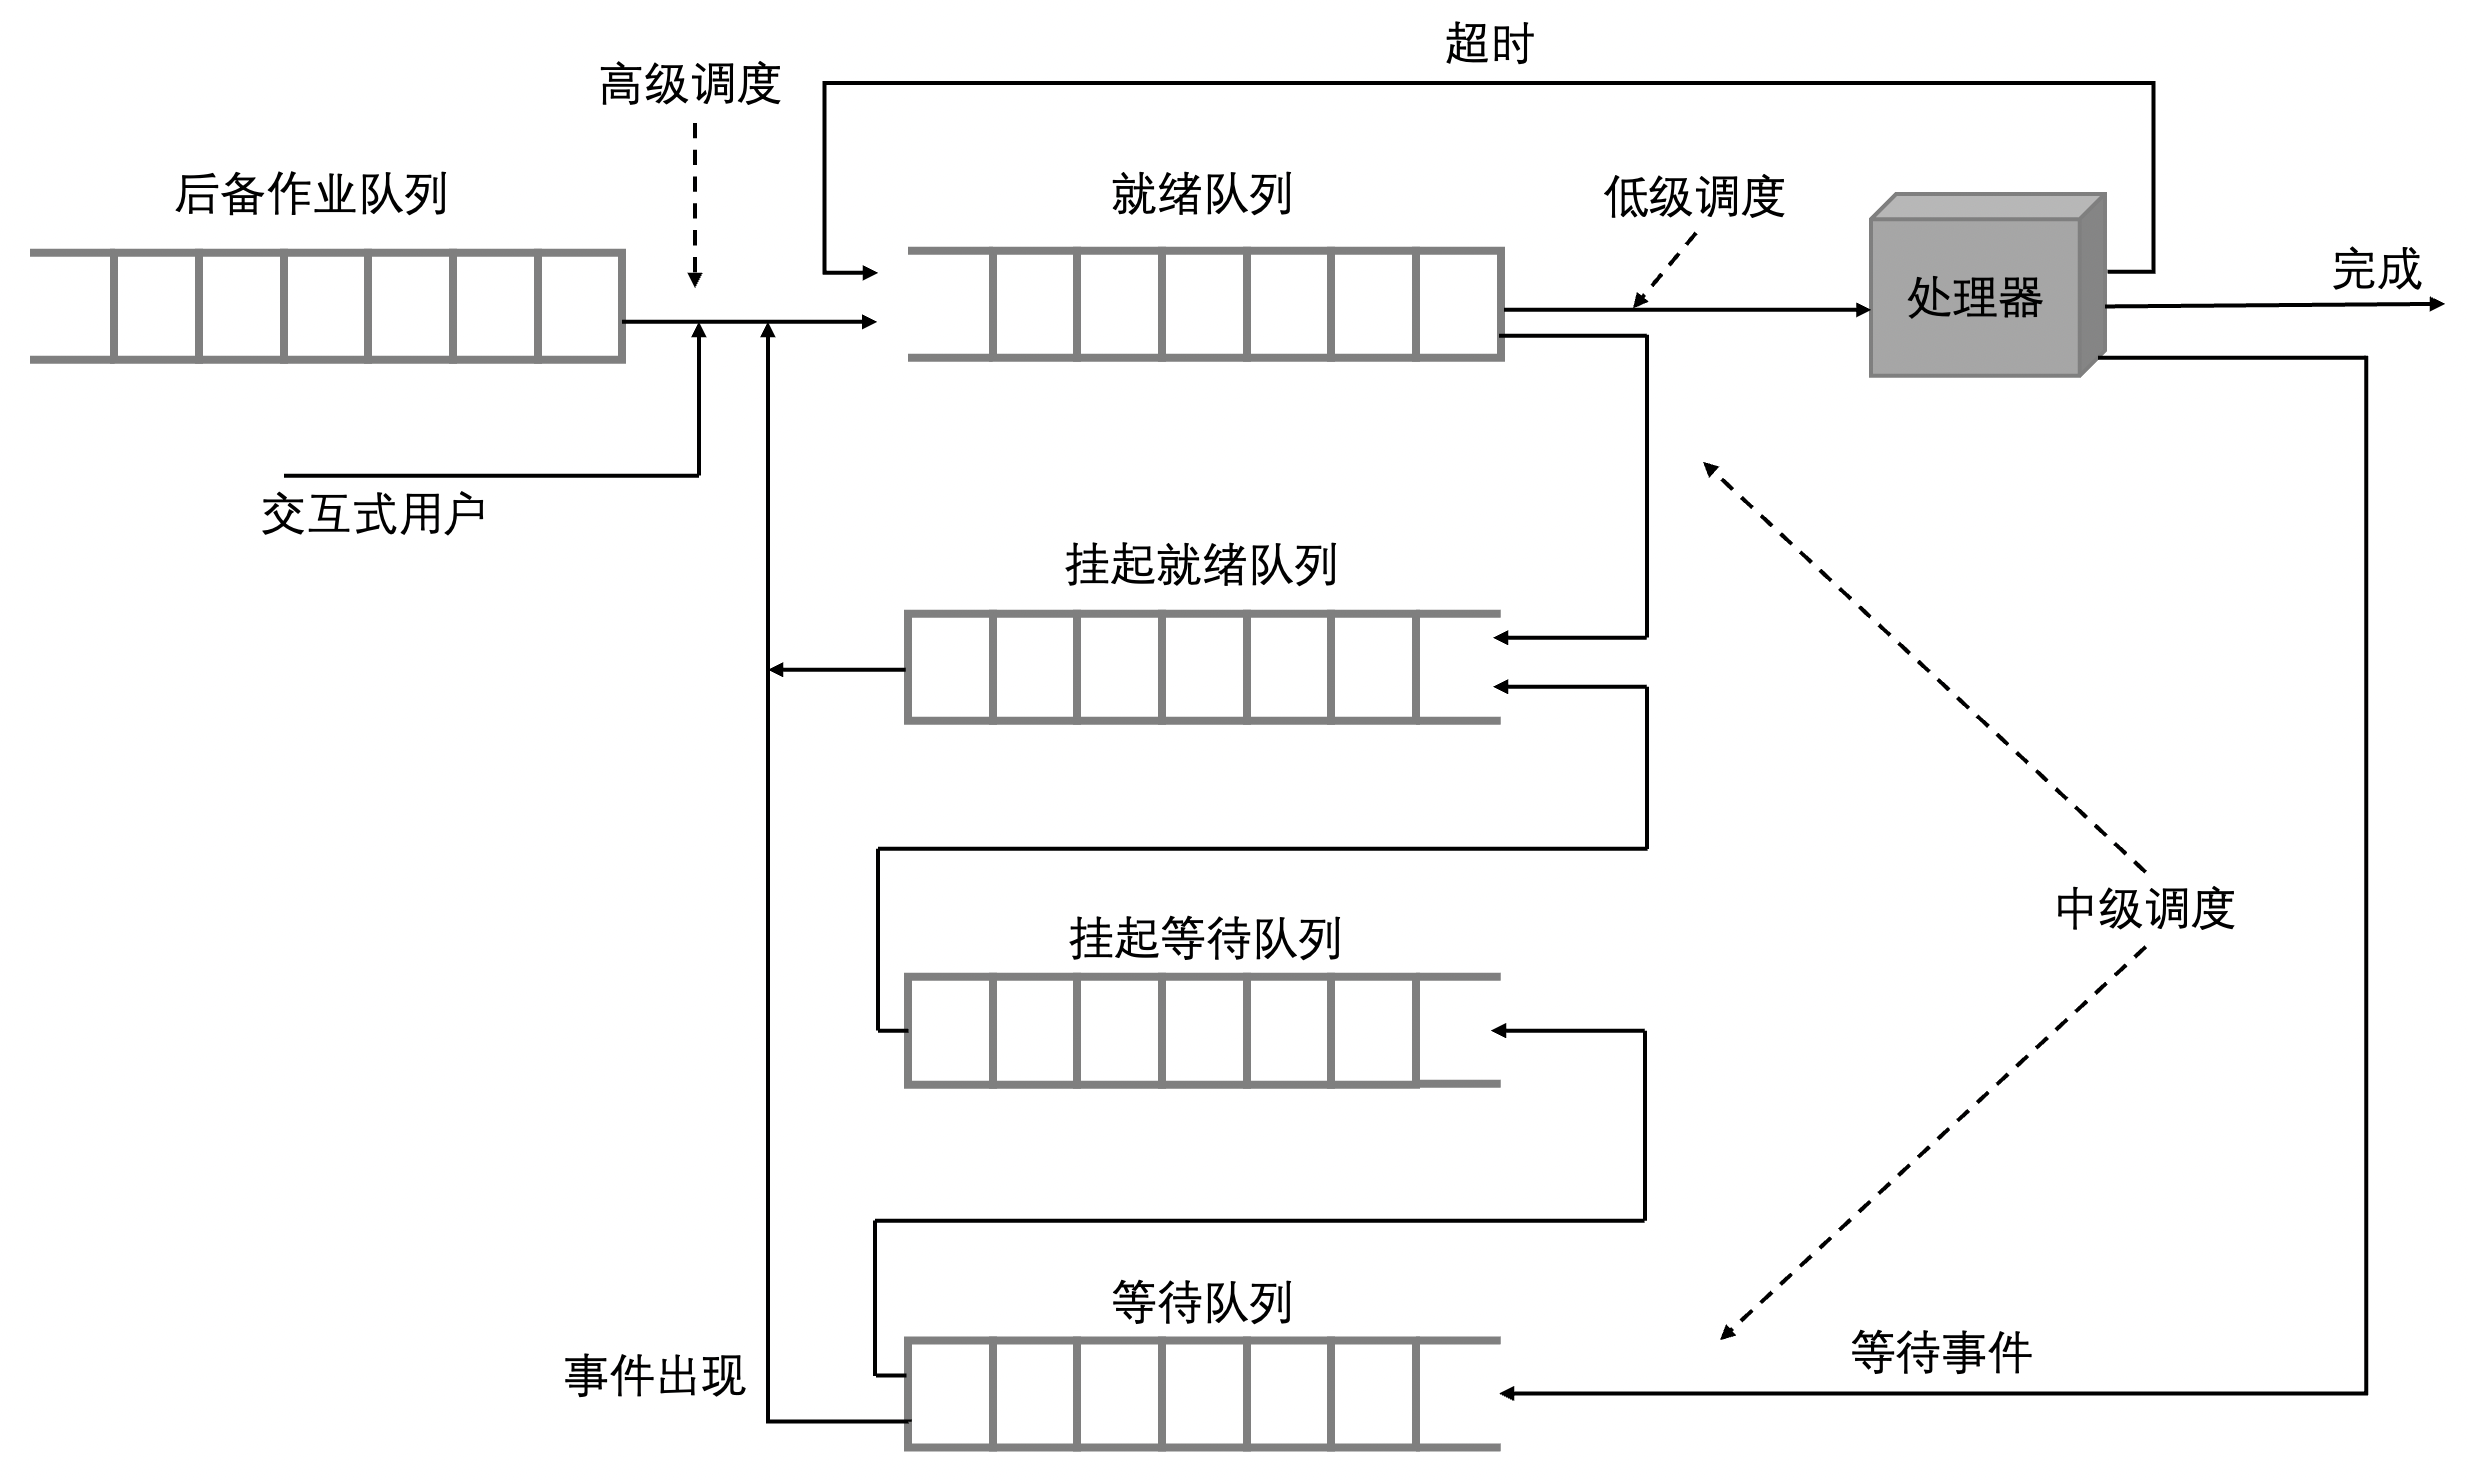 超时
高级调度
后备作业队列
就绪队列
低级调度
处理器
完成
交互式用户
挂起就绪队列
中级调度
挂起等待队列
等待队列
等待事件
事件出现